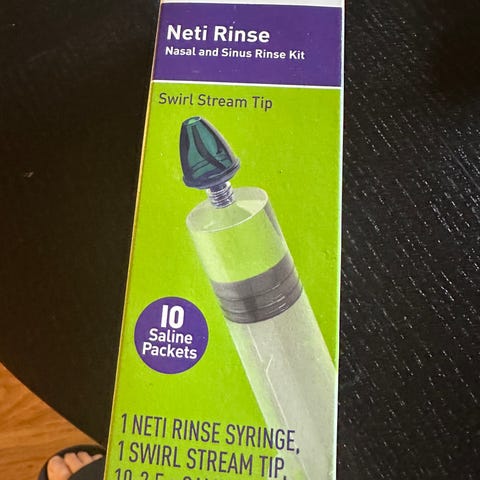 Neti Rinse
Nasal and Sinus Rinse Kit
Swirl Stream Tip
10
Saline
Packets
1 NETI RINSE SYRINGE,
1 SWIRL STREAM TIP,